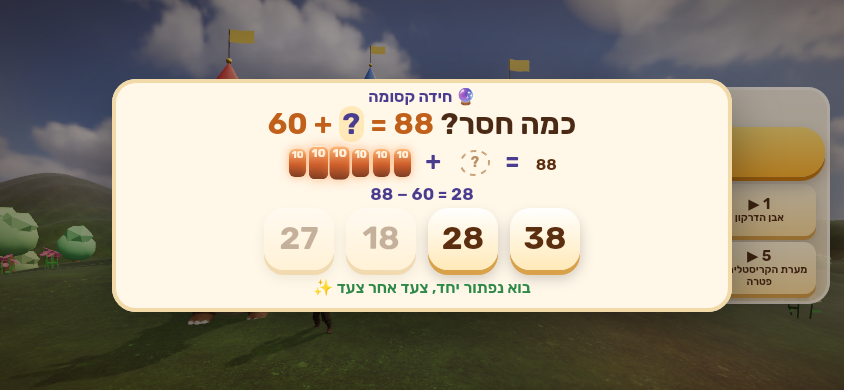 🔮 חידה קסומה
כמה חסר? 60 + ? = 88
10 10 10 10 10 10 + ? = 88
88 − 60 = 28
27 18 28 38
בוא נפתור יחד, צעד אחר צעד ✨
▶ 1
אבן הדרקון
▶ 5
מערת הקריסטלי
פטרה